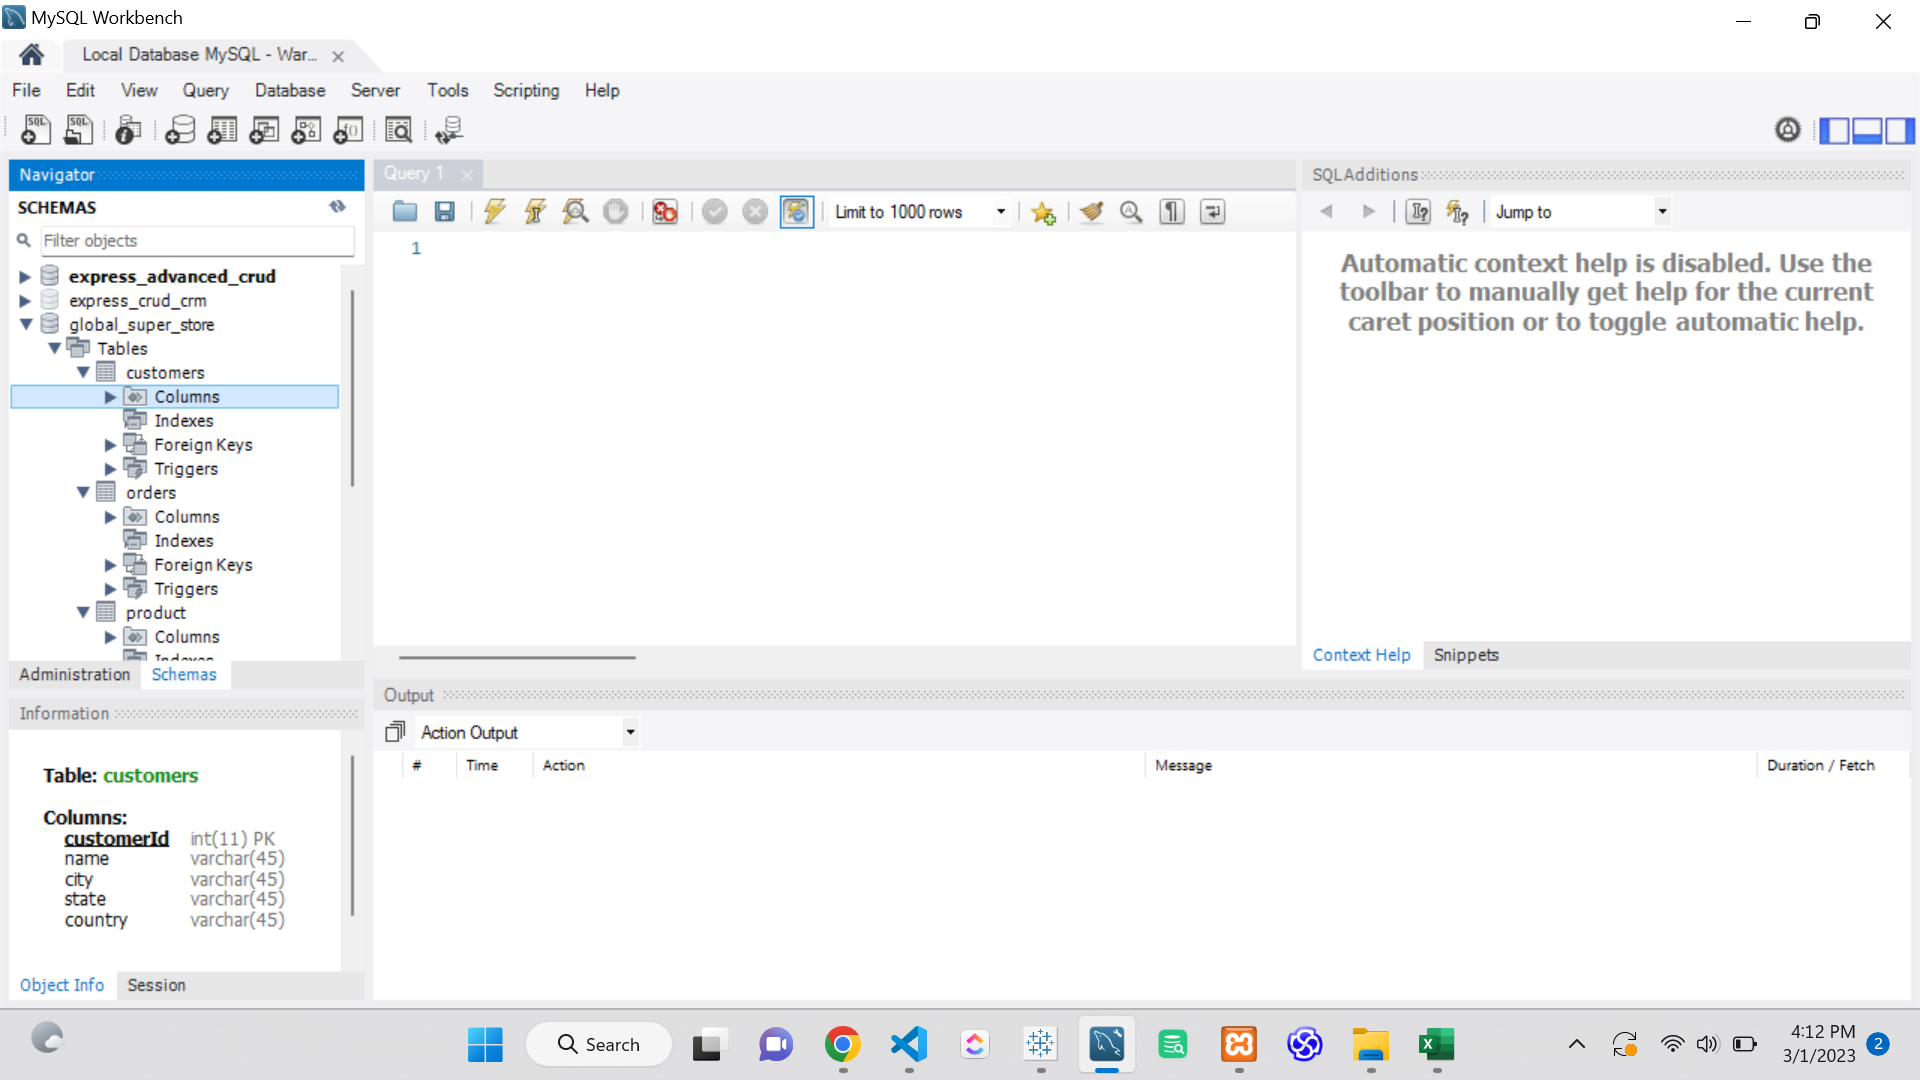 MySQL Workbench
Local Database MySQL - War...
File Edit View Query Database Server Tools Scripting Help
Navigator
SCHEMAS
Filter objects
express_advanced_crud
express_crud_crm
global_super_store
Tables
customers
Columns
Indexes
Foreign Keys
Triggers
orders
Columns
Indexes
Foreign Keys
Triggers
product
Columns
Indexes
Administration Schemas
Information
Table: customers
Columns:
customerId int(11) PK
name varchar(45)
city varchar(45)
state varchar(45)
country varchar(45)
Object Info Session
Query 1
Limit to 1000 rows
1
SQLAdditions
Jump to
Automatic context help is disabled. Use the
toolbar to manually get help for the current
caret position or to toggle automatic help.
Context Help Snippets
Output
Action Output
# Time Action Message Duration / Fetch
Search
4:12 PM
3/1/2023
2